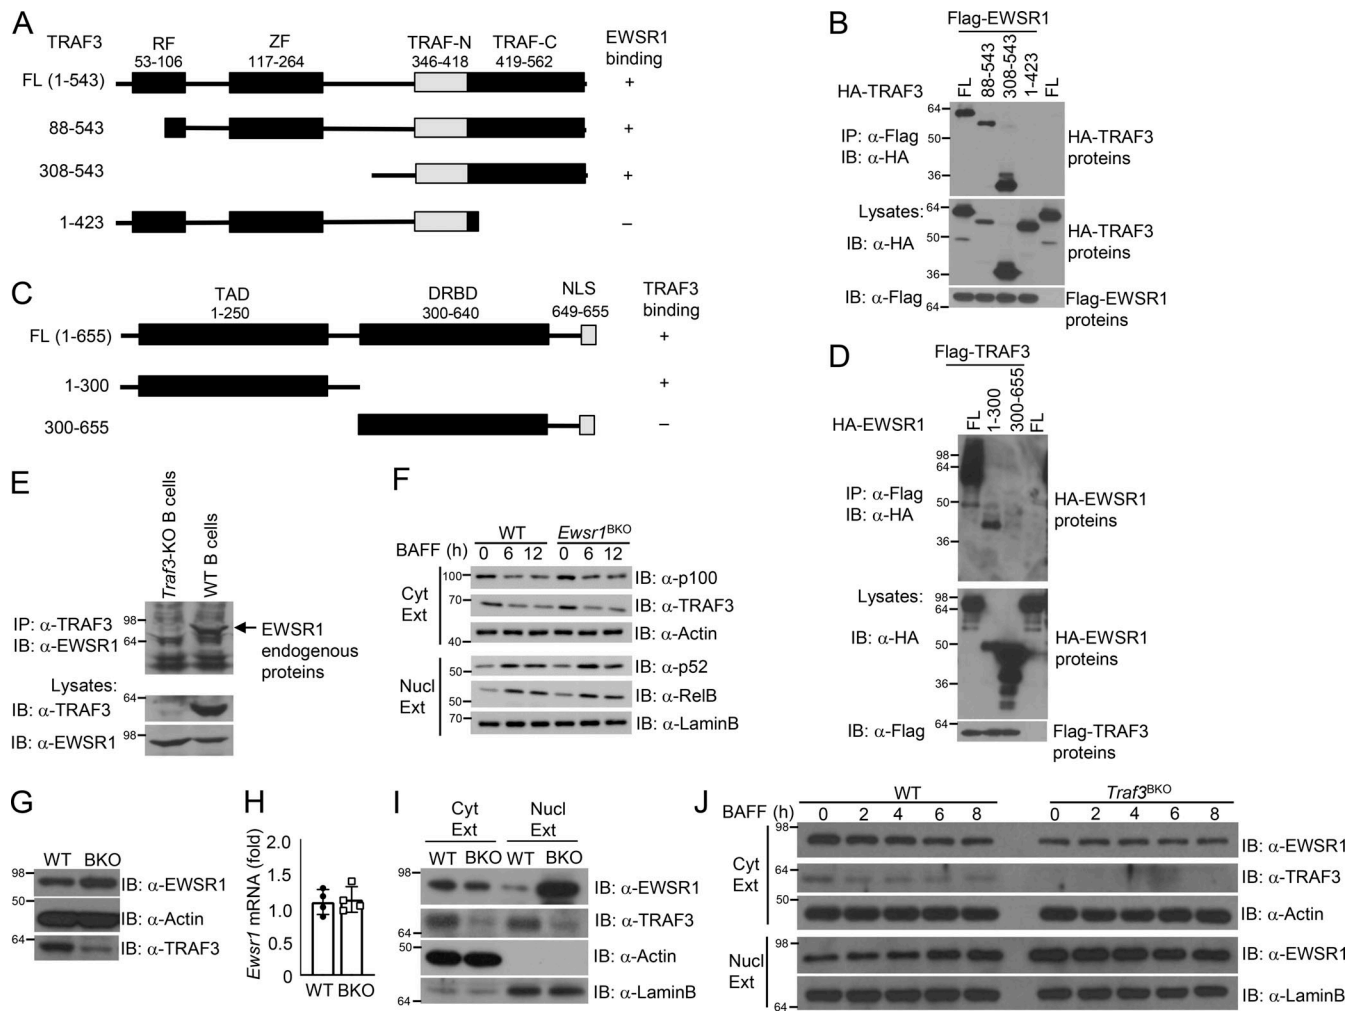 A
TRAF3 RF ZF TRAF-N TRAF-C EWSR1
53-106 117-264 346-418 419-562 binding
FL (1-543) +
88-543 +
308-543 +
1-423 –
B
Flag-EWSR1
HA-TRAF3 FL 88-543 308-543 1-423 FL
64
IP: α-Flag 50 HA-TRAF3
IB: α-HA proteins
36
Lysates: 64
HA-TRAF3
IB: α-HA 50 proteins
36
IB: α-Flag 64 Flag-EWSR1
proteins
C
TAD DRBD NLS TRAF3
1-250 300-640 649-655 binding
FL (1-655) +
1-300 +
300-655 –
D
Flag-TRAF3
HA-EWSR1 FL 1-300 300-655 FL
98
64
IP: α-Flag 50 HA-EWSR1
IB: α-HA proteins
36
Lysates: 98
64
IB: α-HA 50 HA-EWSR1
proteins
36
64
IB: α-Flag Flag-TRAF3
proteins
E
Traf3-KO B cells WT B cells
IP: α-TRAF3 98
IB: α-EWSR1 64 EWSR1
endogenous
proteins
Lysates:
64
IB: α-TRAF3
98
IB: α-EWSR1
F
WT Ewsr1BKO
BAFF (h) 0 6 12 0 6 12
Cyt
Ext
100 IB: α-p100
70 IB: α-TRAF3
40 IB: α-Actin
Nucl
Ext
50 IB: α-p52
50 IB: α-RelB
70 IB: α-LaminB
G
WT BKO
98 IB: α-EWSR1
50 IB: α-Actin
64 IB: α-TRAF3
H
Ewsr1 mRNA (fold)
2.0
1.5
1.0
0.5
0
WT BKO
I
Cyt Nucl
Ext Ext
WT BKO WT BKO
98 IB: α-EWSR1
64 IB: α-TRAF3
50 IB: α-Actin
64 IB: α-LaminB
J
WT Traf3BKO
BAFF (h) 0 2 4 6 8 0 2 4 6 8
Cyt
Ext
98 IB: α-EWSR1
64 IB: α-TRAF3
50 IB: α-Actin
Nucl
Ext
98 IB: α-EWSR1
64 IB: α-LaminB